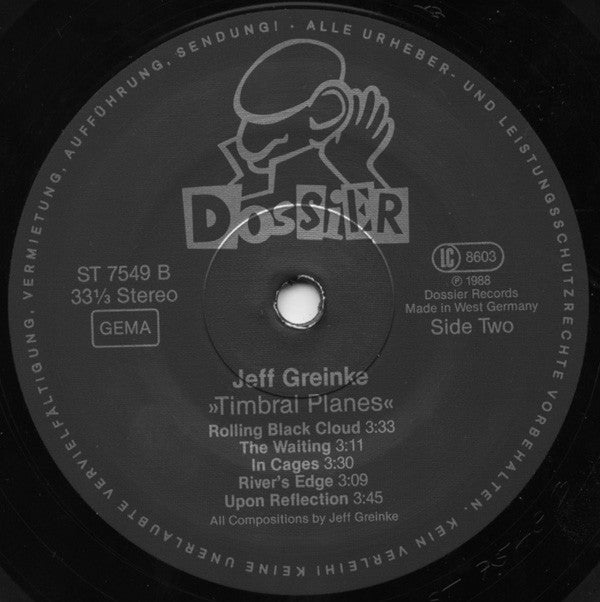 ALLE URHEBER- UND LEISTUNGSSCHUTZRECHTE VORBEHALTEN. KEIN VERLEIH! KEINE UNERLAUBTE VERVIELFÄLTIGUNG, VERMIETUNG, AUFFÜHRUNG, SENDUNG! ·
DOSSiER
ST 7549 B
33⅓ Stereo
GEMA
LC 8603
℗ 1988
Dossier Records
Made in West Germany
Side Two
Jeff Greinke
»Timbral Planes«
Rolling Black Cloud 3:33
The Waiting 3:11
In Cages 3:30
River's Edge 3:09
Upon Reflection 3:45
All Compositions by Jeff Greinke